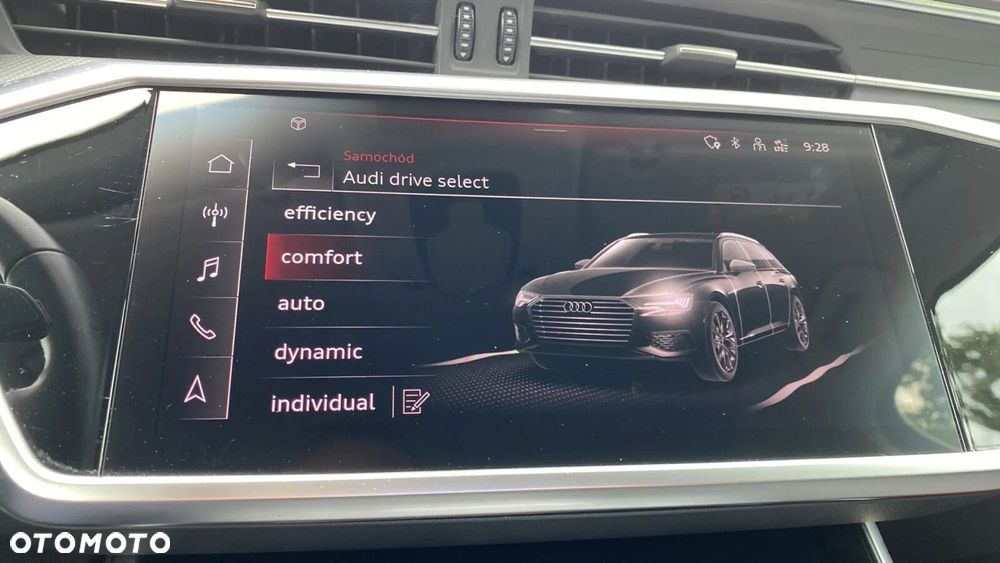 9:28
Samochód
Audi drive select
efficiency
comfort
auto
dynamic
individual
OTOMOTO